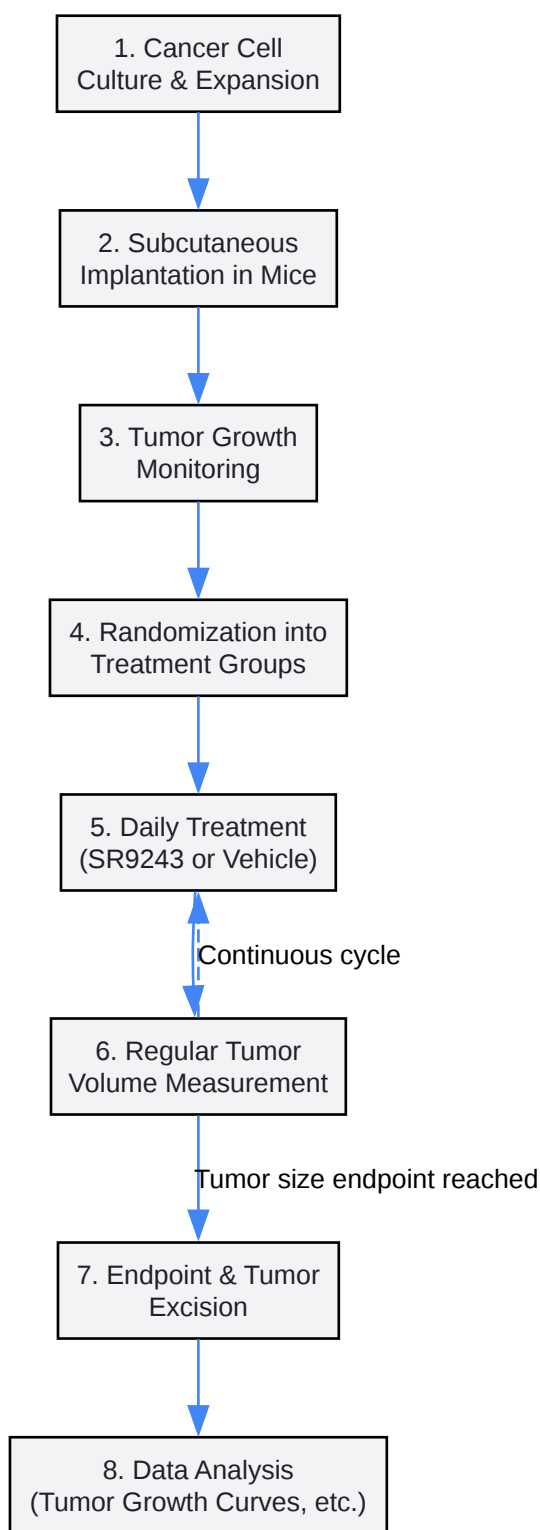 1. Cancer Cell
Culture & Expansion
2. Subcutaneous
Implantation in Mice
3. Tumor Growth
Monitoring
4. Randomization into
Treatment Groups
5. Daily Treatment
(SR9243 or Vehicle)
Continuous cycle
6. Regular Tumor
Volume Measurement
Tumor size endpoint reached
7. Endpoint & Tumor
Excision
8. Data Analysis
(Tumor Growth Curves, etc.)